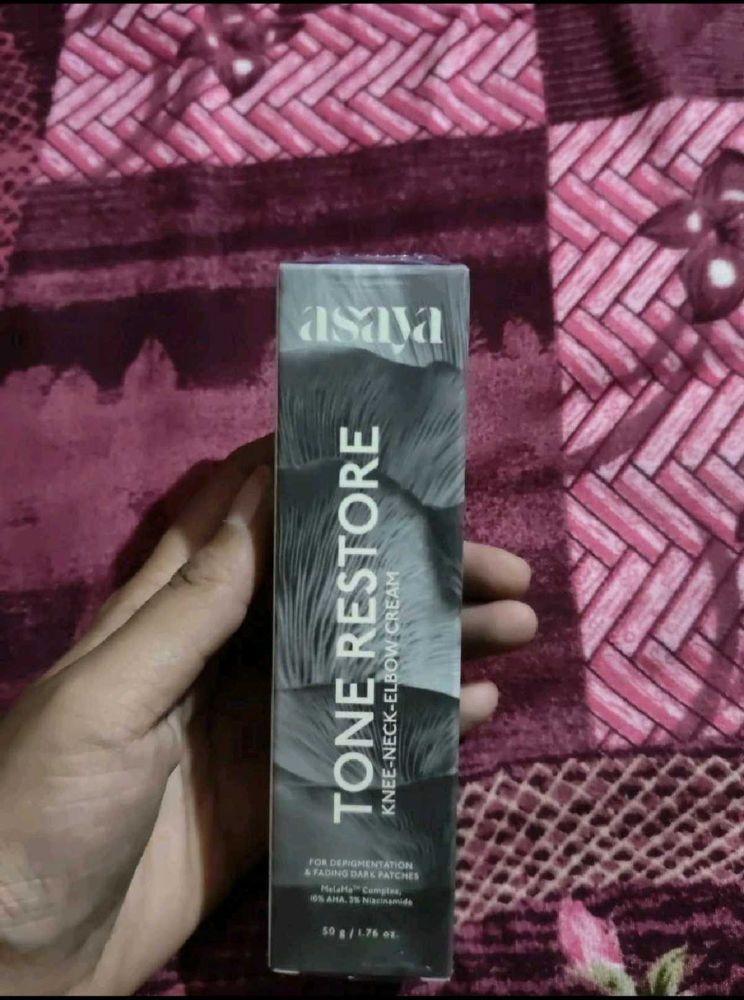 asaya
TONE RESTORE
KNEE-NECK-ELBOW CREAM
FOR DEPIGMENTATION
& FADING DARK PATCHES
MelaMe™ Complex,
10% AHA, 3% Niacinamide
50 g / 1.76 oz.